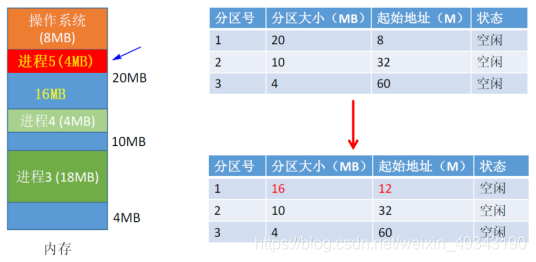 操作系统
(8MB)
进程5(4MB)
20MB
16MB
进程4 (4MB)
10MB
进程3 (18MB)
4MB
内存
分区号 分区大小（MB） 起始地址（M） 状态
1 20 8 空闲
2 10 32 空闲
3 4 60 空闲
分区号 分区大小（MB） 起始地址（M） 状态
1 16 12 空闲
2 10 32 空闲
3 4 60 空闲
https://blog.csdn.net/weixin_49343190